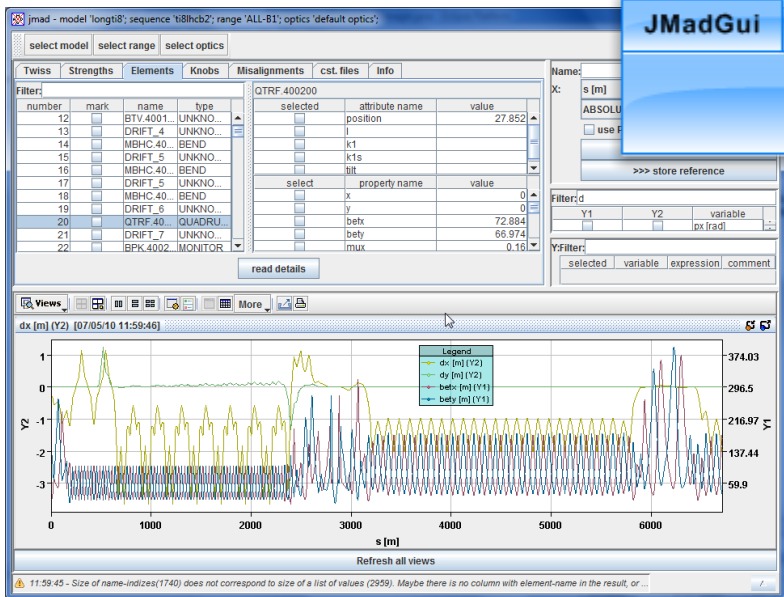 jmad - model 'longti8'; sequence 'ti8lhcb2'; range 'ALL-B1'; optics 'default optics';
JMadGui
select model select range select optics
Twiss Strengths Elements Knobs Misalignments cst. files Info
Filter:
number mark name type
12 BTV.4001... UNKNO...
13 DRIFT_4 UNKNO...
14 MBHC.40... BEND
15 DRIFT_5 UNKNO...
16 MBHC.40... BEND
17 DRIFT_5 UNKNO...
18 MBHC.40... BEND
19 DRIFT_6 UNKNO...
20 QTRF.40... QUADRU...
21 DRIFT_7 UNKNO...
22 BPK.4002... MONITOR
QTRF.400200
selected attribute name value
position 27.852
l
k1
k1s
tilt
select property name value
x 0
y 0
betx 72.884
bety 66.974
mux 0.16
read details
Name:
X: s [m]
ABSOLU
use
>>> store reference
Filter: d
Y1 Y2 variable
px [rad]
Y:Filter:
selected variable expression comment
Views More
dx [m] (Y2) [07/05/10 11:59:46]
Legend
dx [m] (Y2)
dy [m] (Y2)
betx [m] (Y1)
bety [m] (Y1)
Y2
1
0
-1
-2
-3
374.03
296.5
216.97
137.44
59.9
Y1
0 1000 2000 3000 4000 5000 6000
s [m]
Refresh all views
11:59:45 - Size of name-indizes(1740) does not correspond to size of a list of values (2959). Maybe there is no column with element-name in the result, or ...